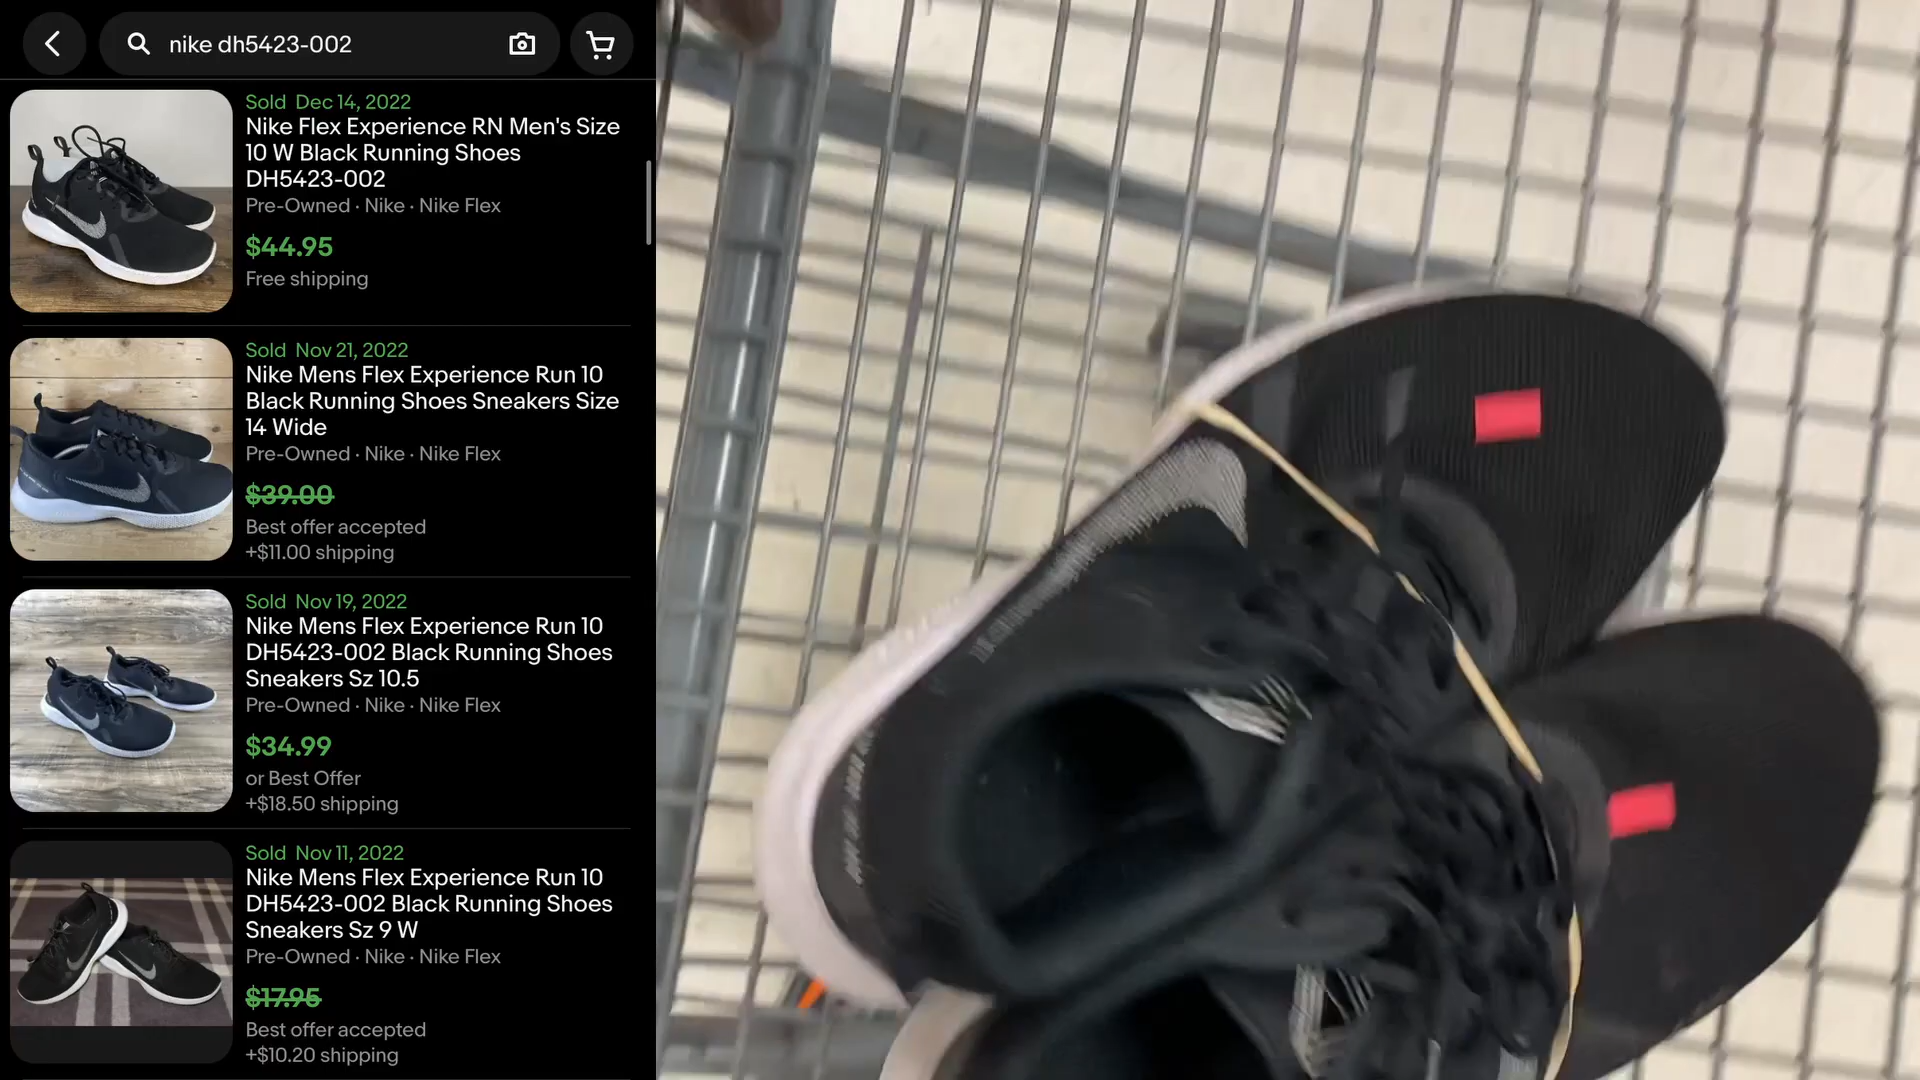 nike dh5423-002
Sold Dec 14, 2022
Nike Flex Experience RN Men's Size
10 W Black Running Shoes
DH5423-002
Pre-Owned · Nike · Nike Flex
$44.95
Free shipping
Sold Nov 21, 2022
Nike Mens Flex Experience Run 10
Black Running Shoes Sneakers Size
14 Wide
Pre-Owned · Nike · Nike Flex
$39.00
Best offer accepted
+$11.00 shipping
Sold Nov 19, 2022
Nike Mens Flex Experience Run 10
DH5423-002 Black Running Shoes
Sneakers Sz 10.5
Pre-Owned · Nike · Nike Flex
$34.99
or Best Offer
+$18.50 shipping
Sold Nov 11, 2022
Nike Mens Flex Experience Run 10
DH5423-002 Black Running Shoes
Sneakers Sz 9 W
Pre-Owned · Nike · Nike Flex
$17.95
Best offer accepted
+$10.20 shipping